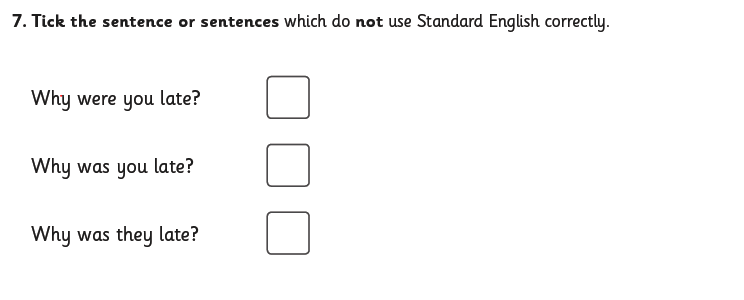 7. Tick the sentence or sentences which do not use Standard English correctly.
Why were you late?
Why was you late?
Why was they late?